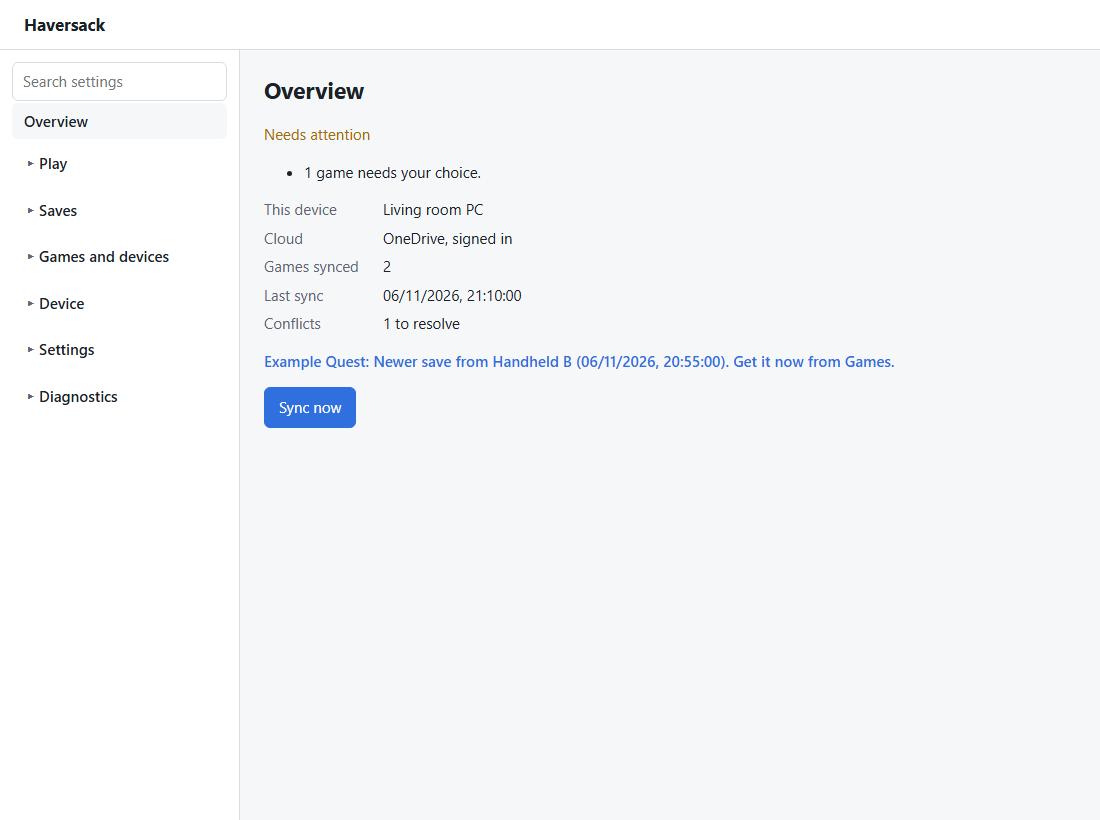 Haversack
Search settings
Overview
Play
Saves
Games and devices
Device
Settings
Diagnostics
Overview
Needs attention
1 game needs your choice.
This device Living room PC
Cloud OneDrive, signed in
Games synced 2
Last sync 06/11/2026, 21:10:00
Conflicts 1 to resolve
Example Quest: Newer save from Handheld B (06/11/2026, 20:55:00). Get it now from Games.
Sync now